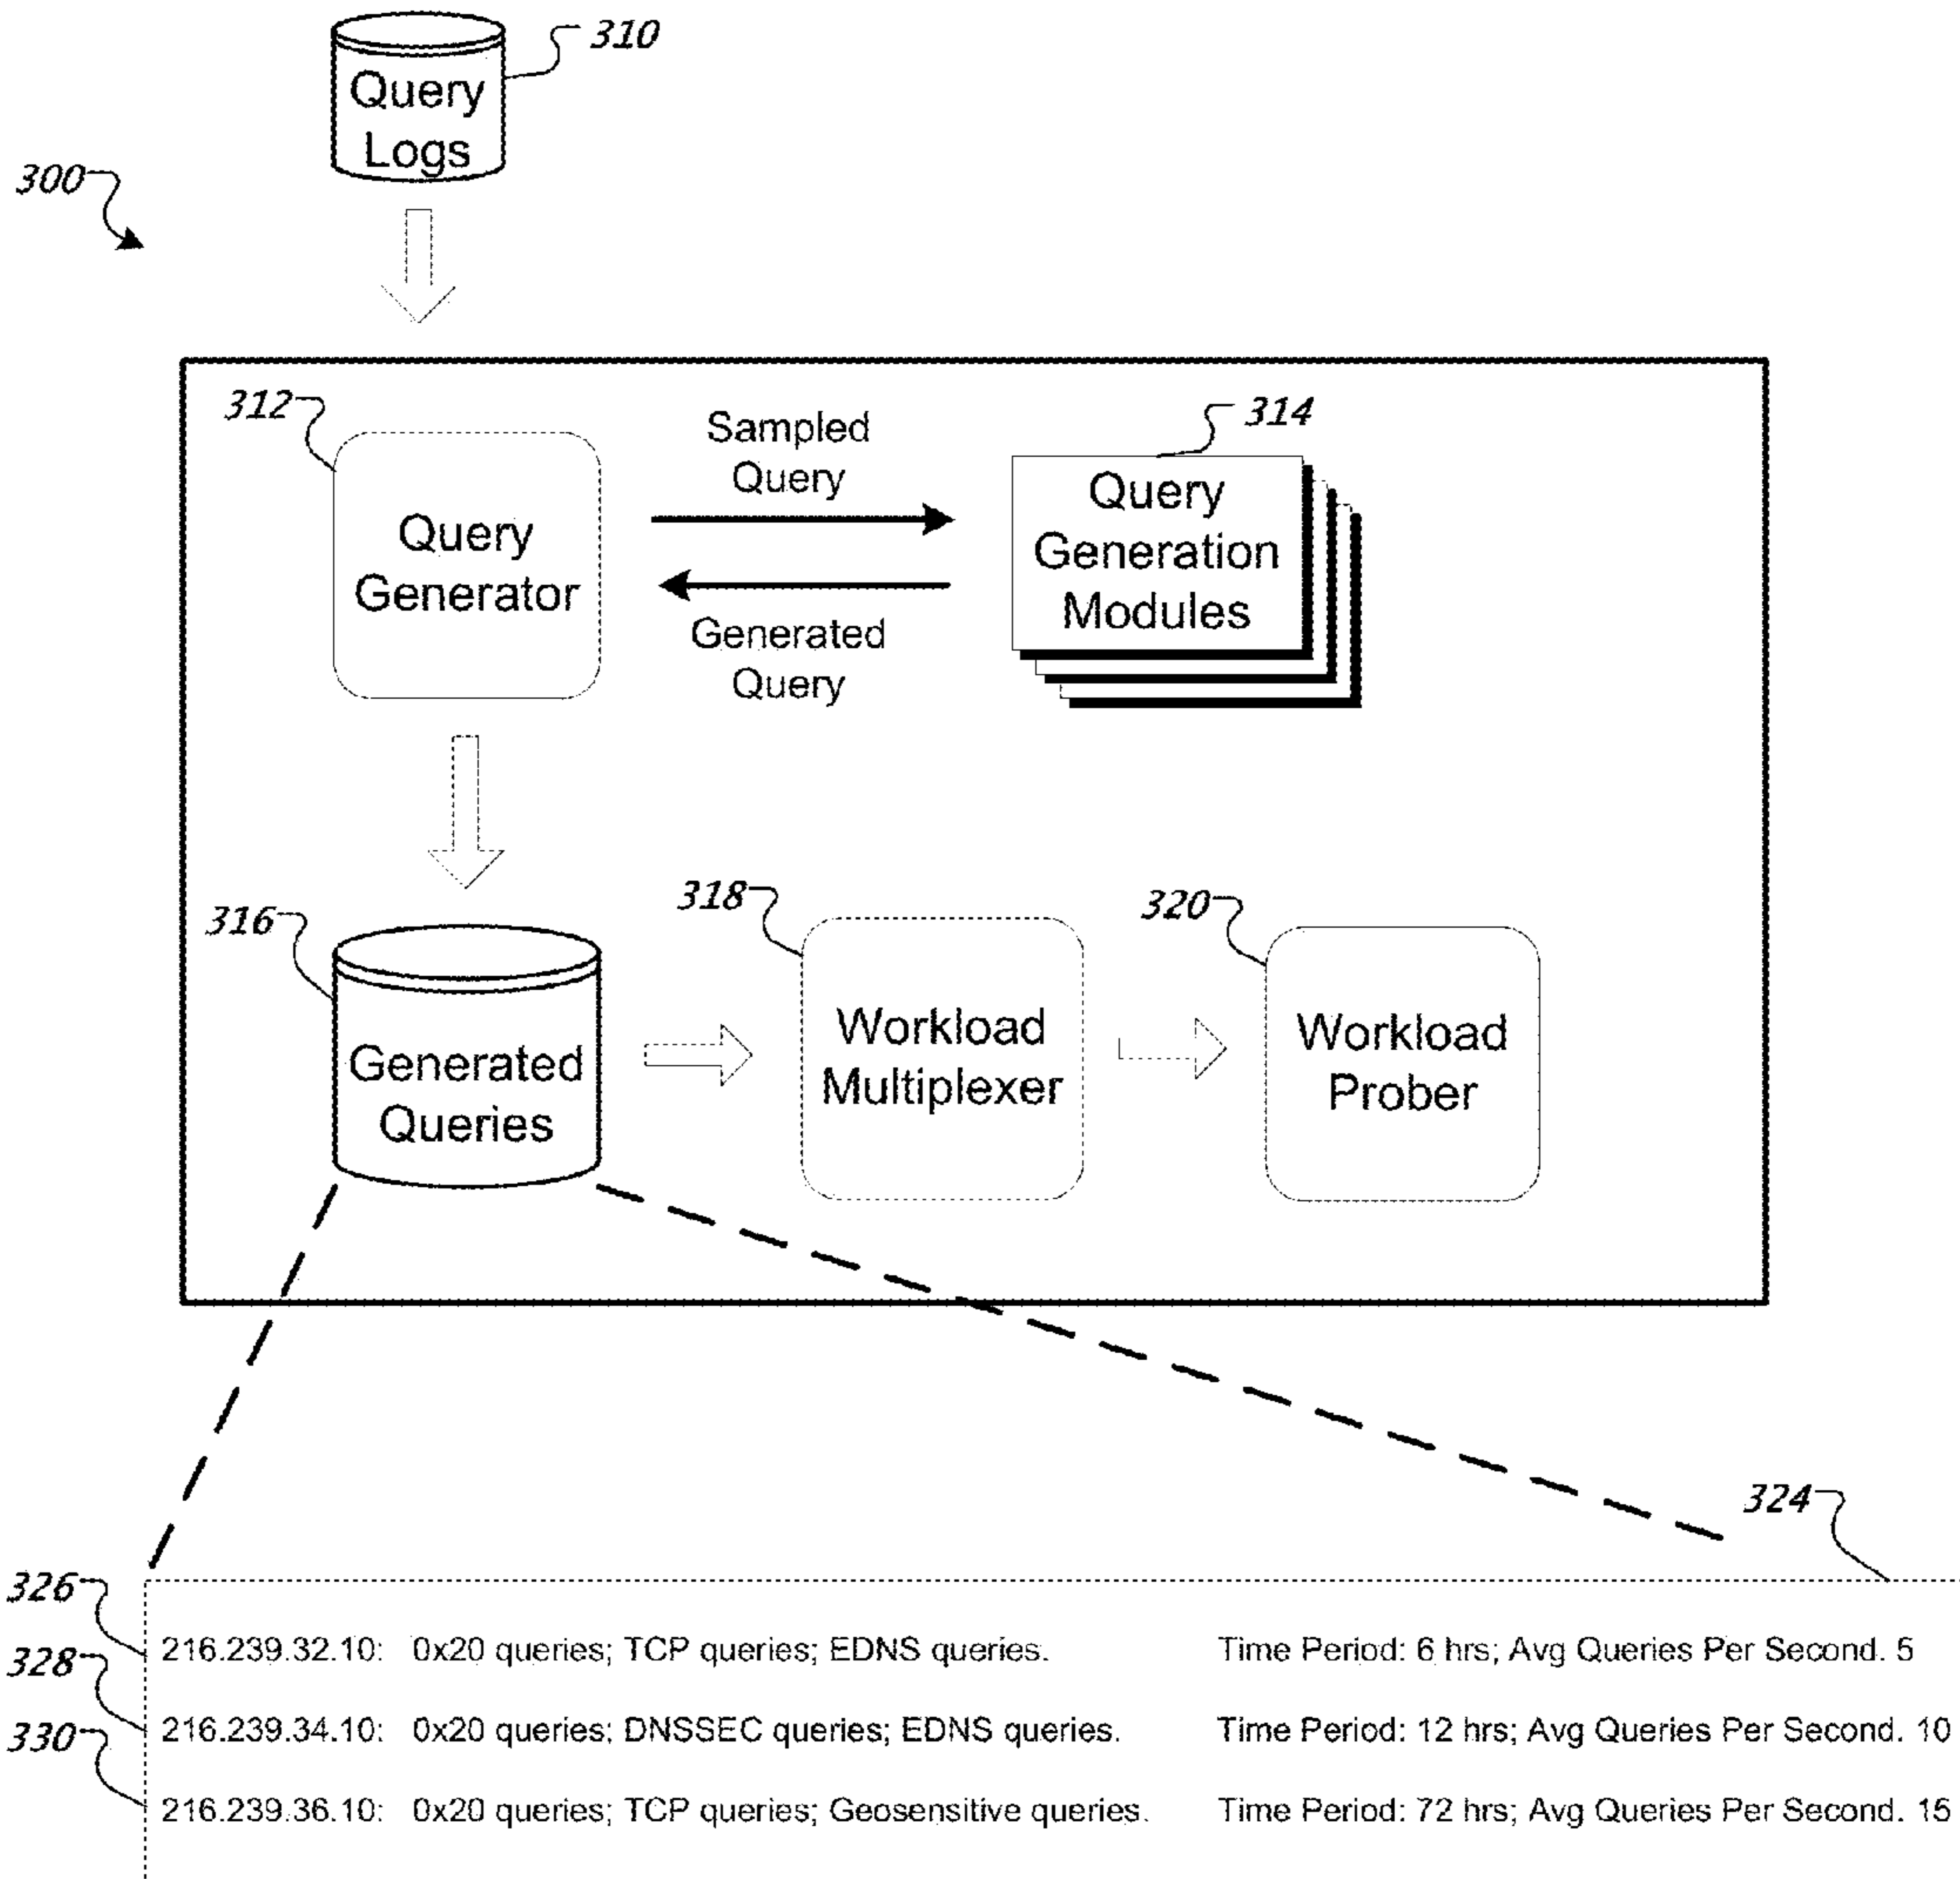 310
Query
Logs
300
312
Sampled
Query
314
Query
Generator
Query
Generation
Modules
Generated
Query
316
318
320
Generated
Queries
Workload
Multiplexer
Workload
Prober
324
326
216.239.32.10: 0x20 queries; TCP queries; EDNS queries. Time Period: 6 hrs; Avg Queries Per Second. 5
328
216.239.34.10: 0x20 queries; DNSSEC queries; EDNS queries. Time Period: 12 hrs; Avg Queries Per Second. 10
330
216.239.36.10: 0x20 queries; TCP queries; Geosensitive queries. Time Period: 72 hrs; Avg Queries Per Second. 15